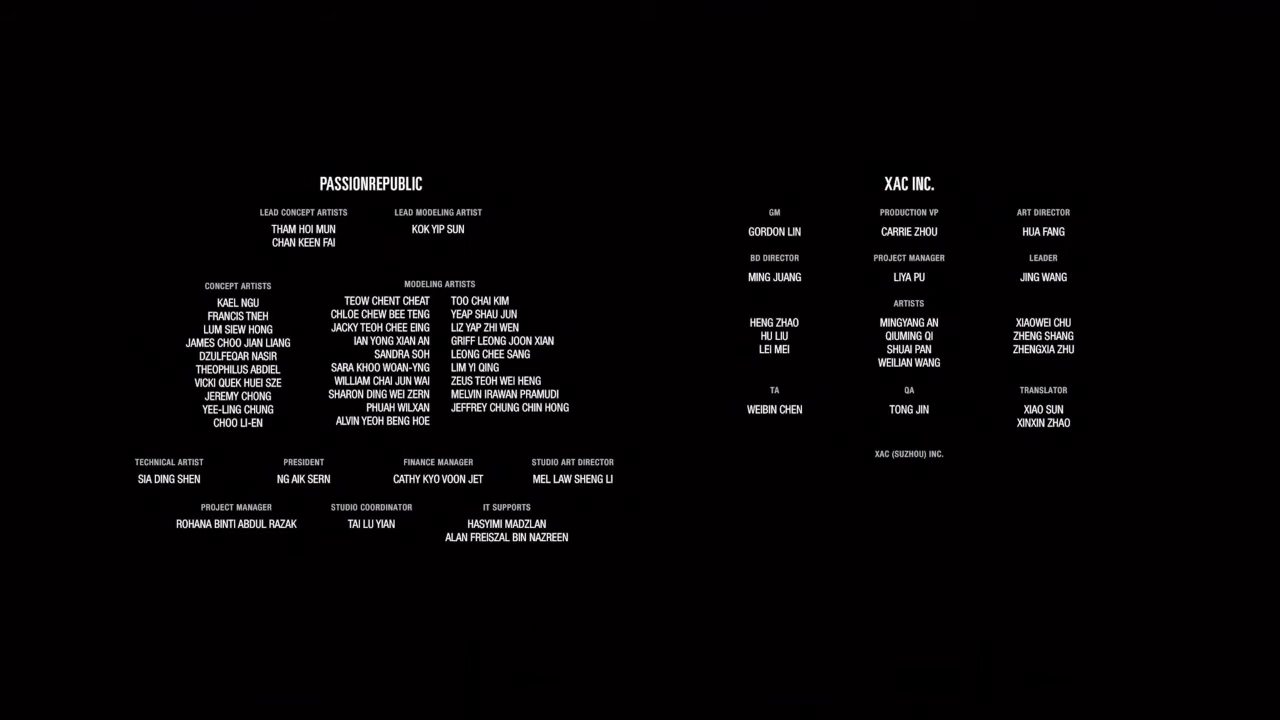 PASSIONREPUBLIC
LEAD CONCEPT ARTISTS
THAM HOI MUN
CHAN KEEN FAI
LEAD MODELING ARTIST
KOK YIP SUN
CONCEPT ARTISTS
KAEL NGU
FRANCIS TNEH
LUM SIEW HONG
JAMES CHOO JIAN LIANG
DZULFEQAR NASIR
THEOPHILUS ABDIEL
VICKI QUEK HUEI SZE
JEREMY CHONG
YEE-LING CHUNG
CHOO LI-EN
MODELING ARTISTS
TEOW CHENT CHEAT
CHLOE CHEW BEE TENG
JACKY TEOH CHEE EING
IAN YONG XIAN AN
SANDRA SOH
SARA KHOO WOAN-YNG
WILLIAM CHAI JUN WAI
SHARON DING WEI ZERN
PHUAH WILXAN
ALVIN YEOH BENG HOE
TOO CHAI KIM
YEAP SHAU JUN
LIZ YAP ZHI WEN
GRIFF LEONG JOON XIAN
LEONG CHEE SANG
LIM YI QING
ZEUS TEOH WEI HENG
MELVIN IRAWAN PRAMUDI
JEFFREY CHUNG CHIN HONG
TECHNICAL ARTIST
SIA DING SHEN
PRESIDENT
NG AIK SERN
FINANCE MANAGER
CATHY KYO VOON JET
STUDIO ART DIRECTOR
MEL LAW SHENG LI
PROJECT MANAGER
ROHANA BINTI ABDUL RAZAK
STUDIO COORDINATOR
TAI LU YIAN
IT SUPPORTS
HASYIMI MADZLAN
ALAN FREISZAL BIN NAZREEN
XAC INC.
GM
GORDON LIN
PRODUCTION VP
CARRIE ZHOU
ART DIRECTOR
HUA FANG
BD DIRECTOR
MING JUANG
PROJECT MANAGER
LIYA PU
LEADER
JING WANG
ARTISTS
HENG ZHAO
HU LIU
LEI MEI
MINGYANG AN
QIUMING QI
SHUAI PAN
WEILIAN WANG
XIAOWEI CHU
ZHENG SHANG
ZHENGXIA ZHU
TA
WEIBIN CHEN
QA
TONG JIN
TRANSLATOR
XIAO SUN
XINXIN ZHAO
XAC (SUZHOU) INC.